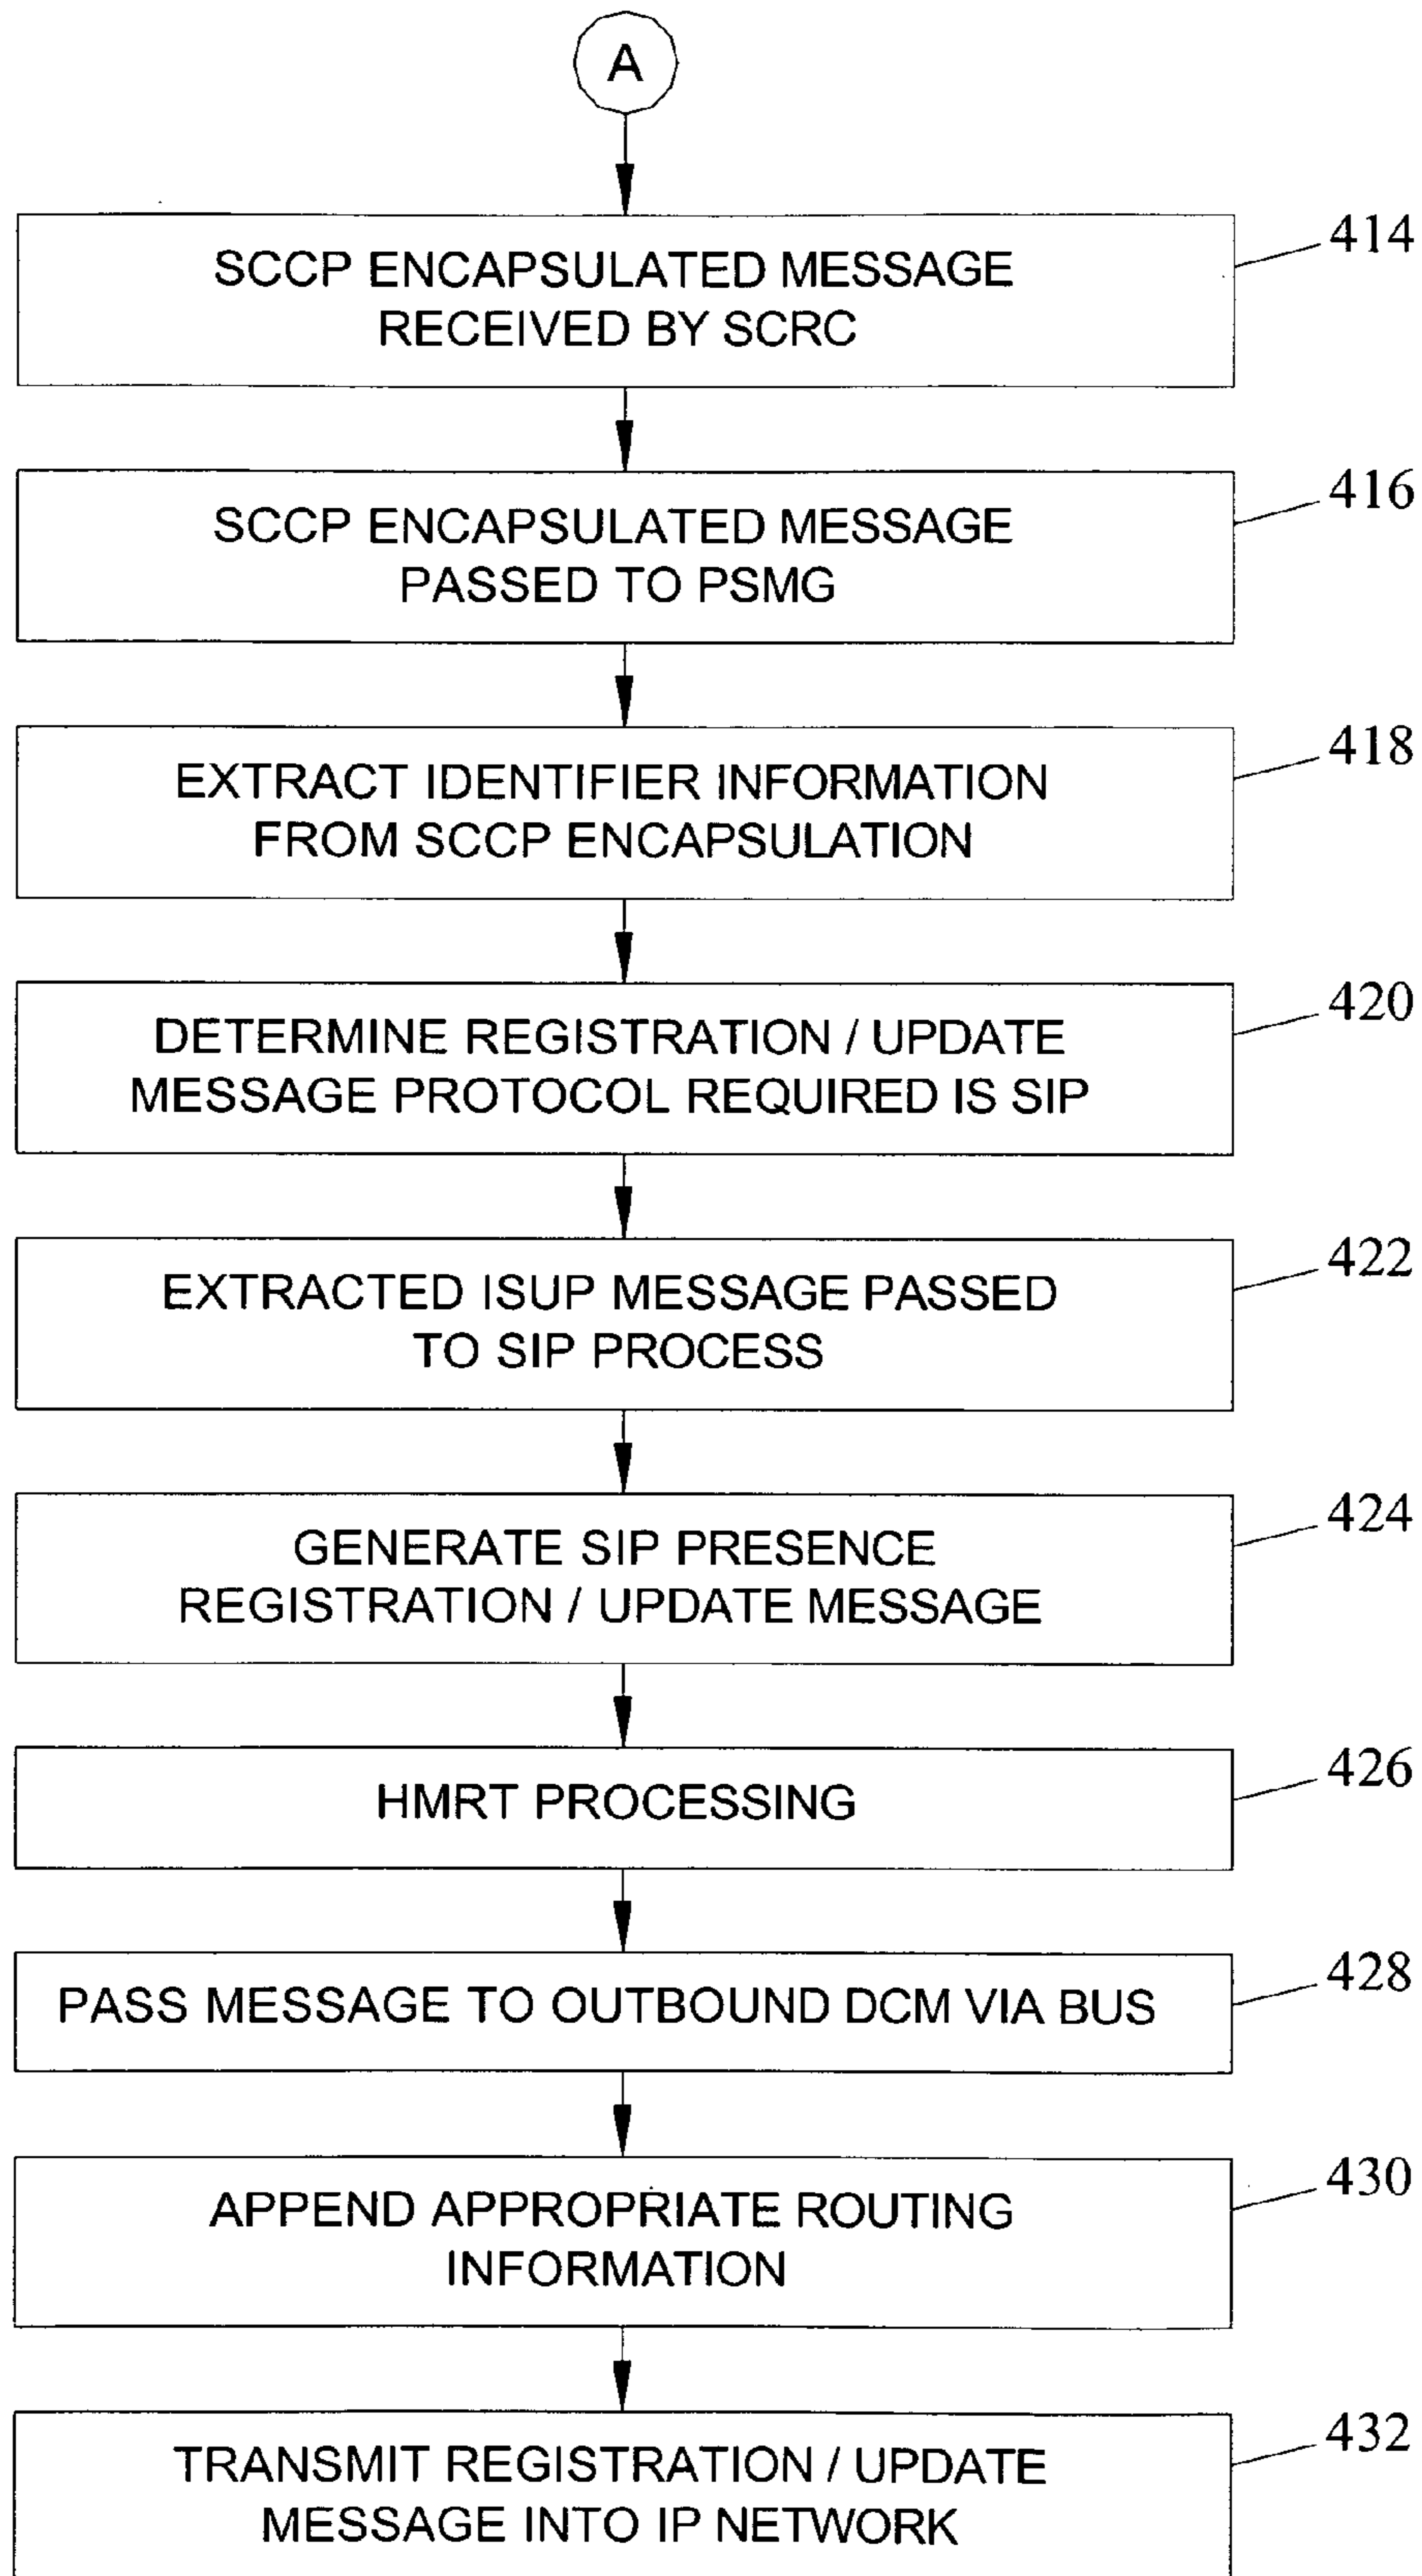 A
SCCP ENCAPSULATED MESSAGE
RECEIVED BY SCRC
414
SCCP ENCAPSULATED MESSAGE
PASSED TO PSMG
416
EXTRACT IDENTIFIER INFORMATION
FROM SCCP ENCAPSULATION
418
DETERMINE REGISTRATION / UPDATE
MESSAGE PROTOCOL REQUIRED IS SIP
420
EXTRACTED ISUP MESSAGE PASSED
TO SIP PROCESS
422
GENERATE SIP PRESENCE
REGISTRATION / UPDATE MESSAGE
424
HMRT PROCESSING
426
PASS MESSAGE TO OUTBOUND DCM VIA BUS
428
APPEND APPROPRIATE ROUTING
INFORMATION
430
TRANSMIT REGISTRATION / UPDATE
MESSAGE INTO IP NETWORK
432